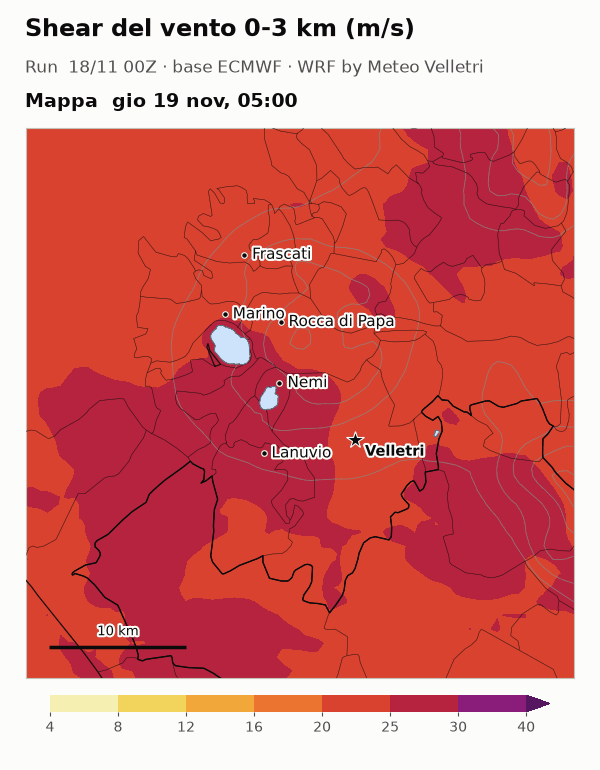 Shear del vento 0-3 km (m/s)
Run  18/11 00Z · base ECMWF · WRF by Meteo Velletri
Mappa  gio 19 nov, 05:00
Frascati
Marino
Rocca di Papa
Nemi
Velletri
Lanuvio
10 km
4 8 12 16 20 25 30 40